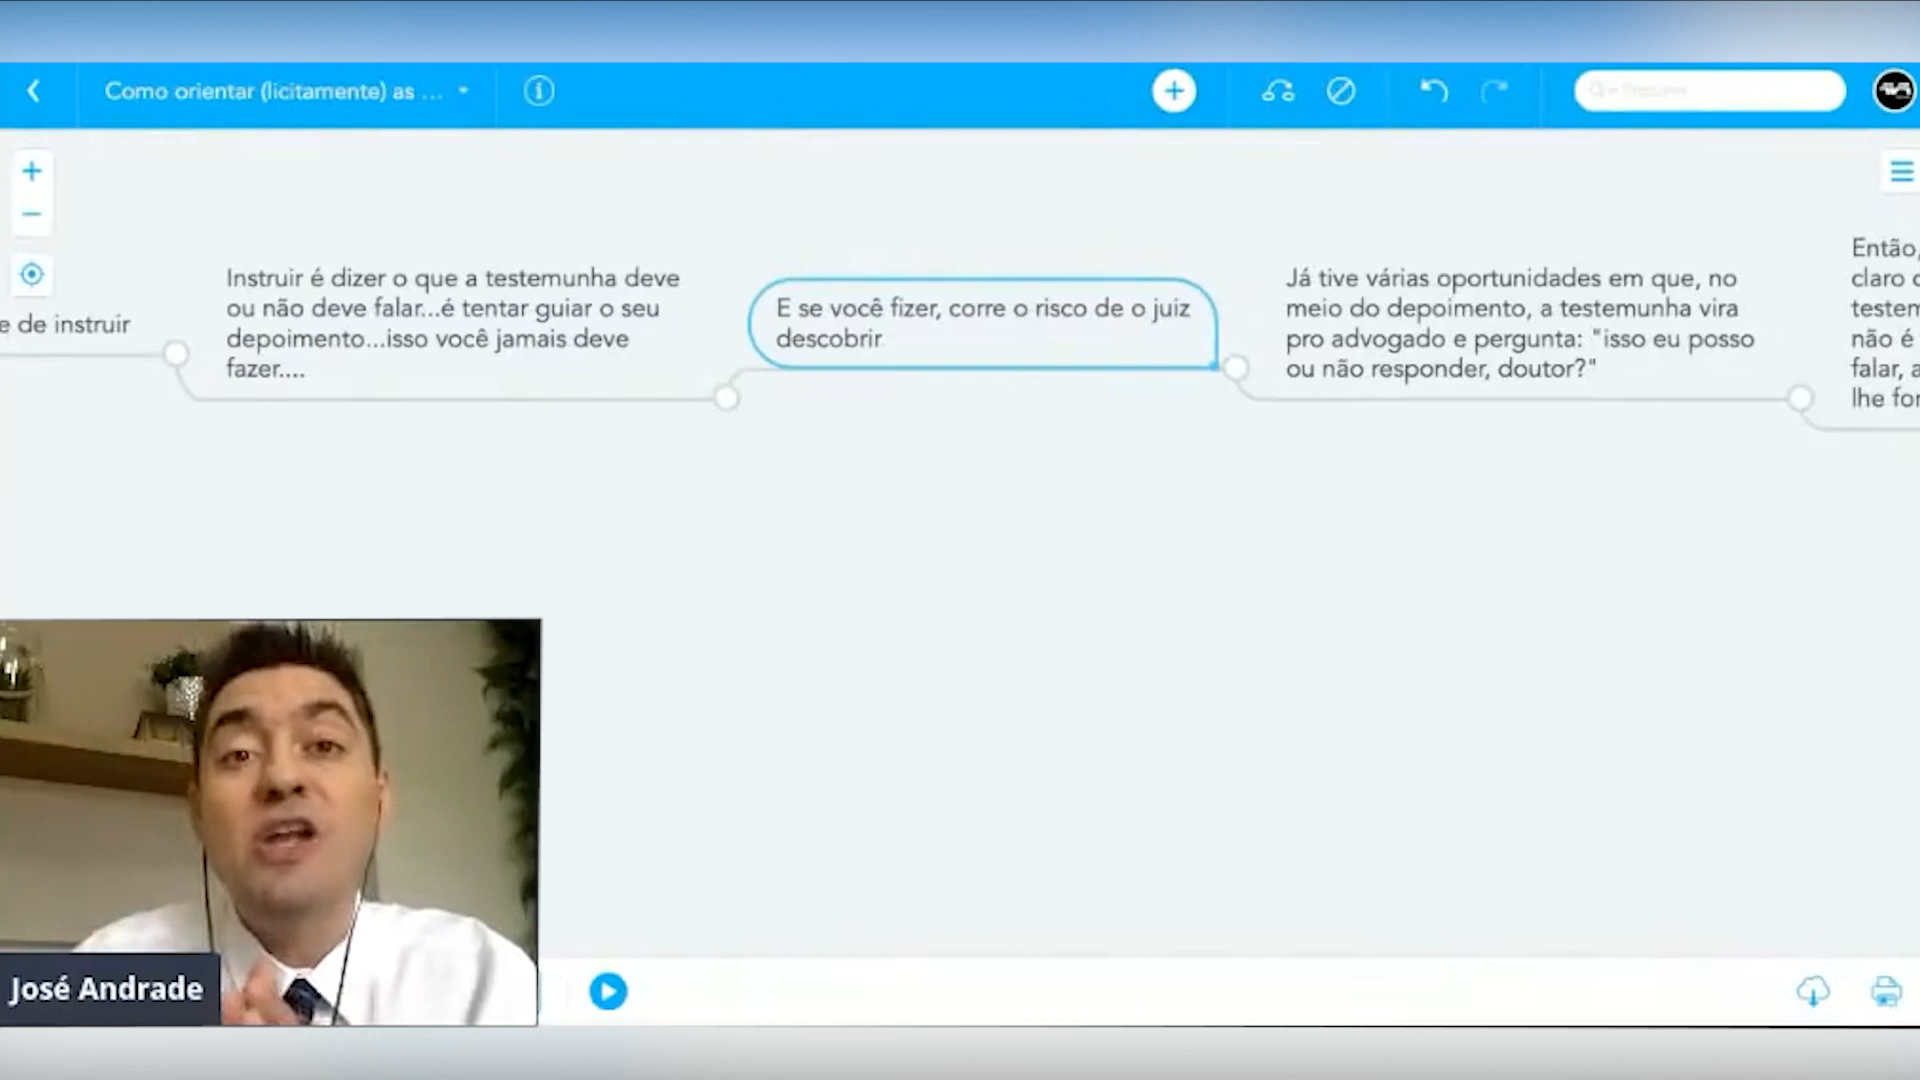 Como orientar (licitamente) as ...
e de instruir
Instruir é dizer o que a testemunha deve
ou não deve falar...é tentar guiar o seu
depoimento...isso você jamais deve
fazer....
E se você fizer, corre o risco de o juiz
descobrir
Já tive várias oportunidades em que, no
meio do depoimento, a testemunha vira
pro advogado e pergunta: "isso eu posso
ou não responder, doutor?"
Então,
claro
testem
não é
falar, a
lhe for
José Andrade